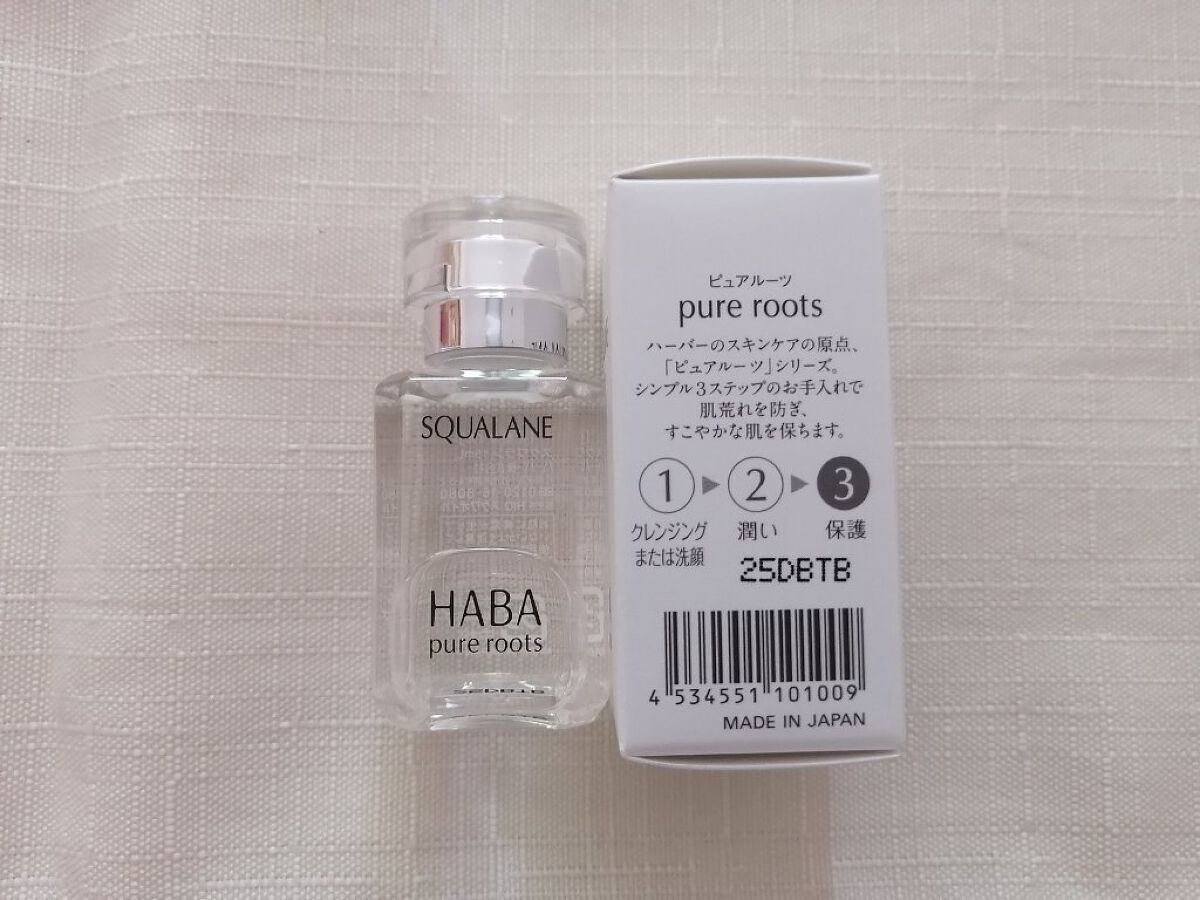 SQUALANE
HABA
pure roots
ピュアルーツ
pure roots
ハーバーのスキンケアの原点、
「ピュアルーツ」シリーズ。
シンプル3ステップのお手入れで
肌荒れを防ぎ、
すこやかな肌を保ちます。
1 ▶ 2 ▶ 3
クレンジング または洗顔 潤い 保護
25DBTB
4 534551 101009
MADE IN JAPAN